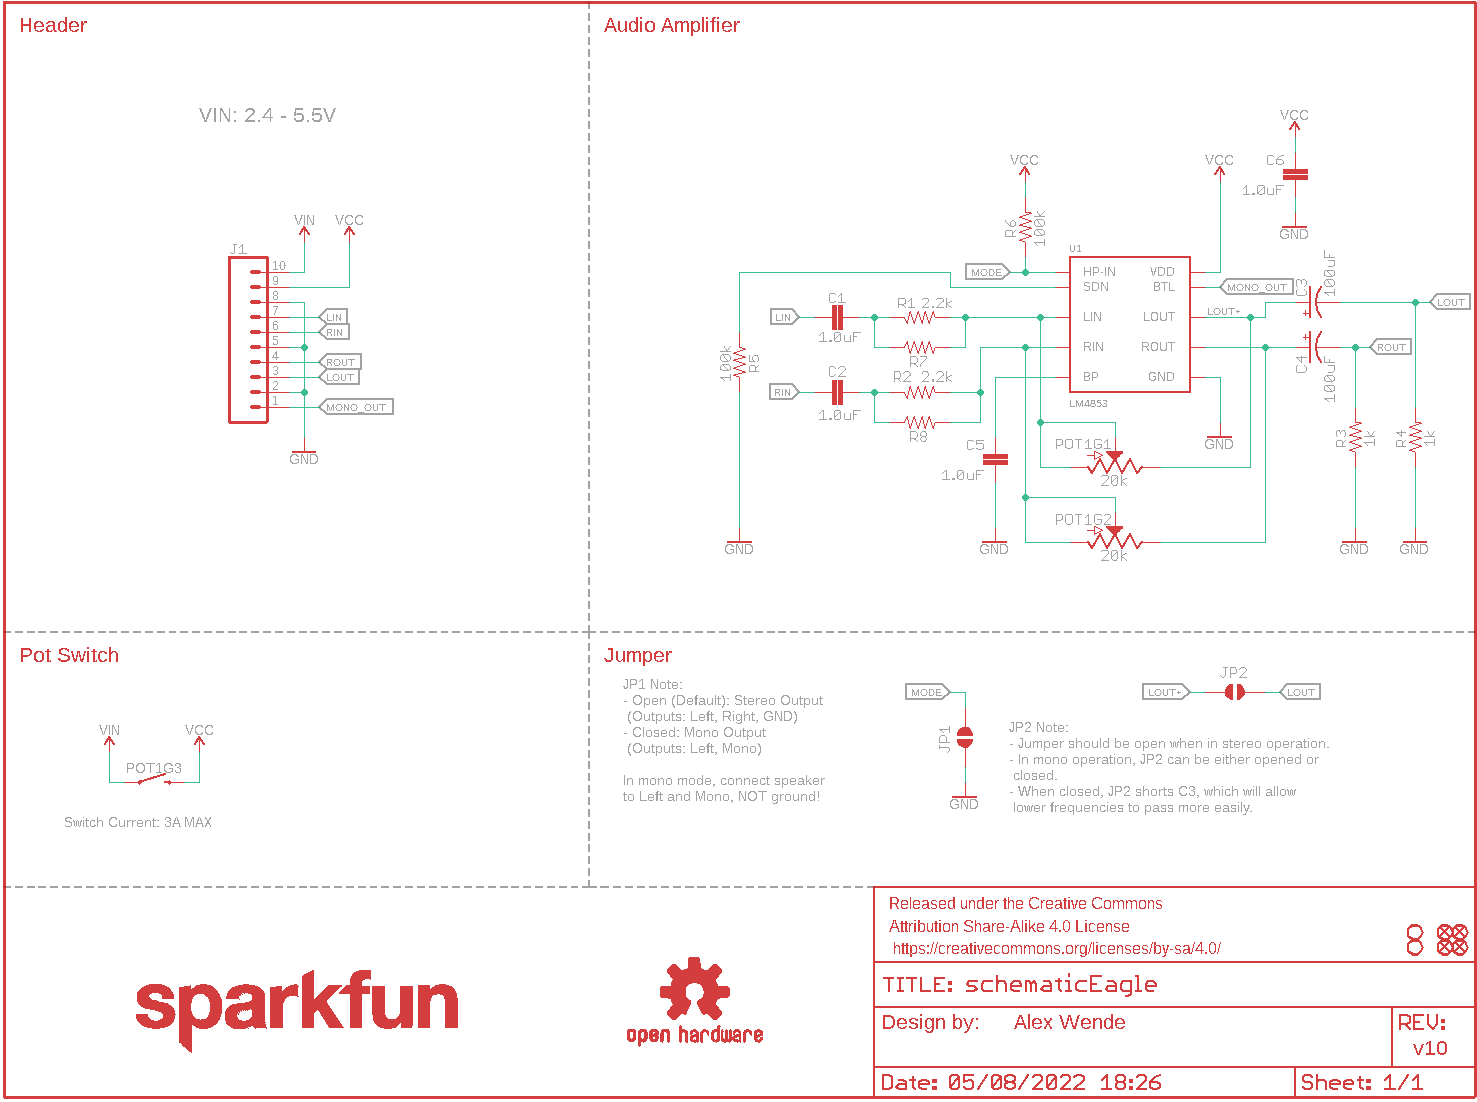 Header
VIN: 2.4 - 5.5V
VIN
VCC
J1
10
9
8
7
6
5
4
3
2
1
LIN
RIN
ROUT
LOUT
MONO_OUT
GND
Audio Amplifier
VCC
C6
1.0uF
GND
VCC
R6
100k
VCC
U1
MODE
HP-IN
VDD
SDN
BTL
MONO_OUT
LIN
LOUT
LOUT+
RIN
ROUT
BP
GND
LM4853
C3
100uF
+
LOUT
C4
100uF
+
ROUT
LIN
C1
1.0uF
R1 2.2k
R7
RIN
C2
1.0uF
R2 2.2k
R8
100k
R5
C5
1.0uF
POT1G1
20k
POT1G2
20k
GND
R3
1k
R4
1k
GND
GND
GND
GND
Pot Switch
VIN
VCC
POT1G3
Switch Current: 3A MAX
Jumper
JP1 Note:
- Open (Default): Stereo Output
(Outputs: Left, Right, GND)
- Closed: Mono Output
(Outputs: Left, Mono)
In mono mode, connect speaker
to Left and Mono, NOT ground!
MODE
JP1
GND
JP2
LOUT+
LOUT
JP2 Note:
- Jumper should be open when in stereo operation.
- In mono operation, JP2 can be either opened or
closed.
- When closed, JP2 shorts C3, which will allow
lower frequencies to pass more easily.
sparkfun
open hardware
Released under the Creative Commons
Attribution Share-Alike 4.0 License
https://creativecommons.org/licenses/by-sa/4.0/
TITLE: schematicEagle
Design by: Alex Wende
REV:
v10
Date: 05/08/2022 18:26
Sheet: 1/1